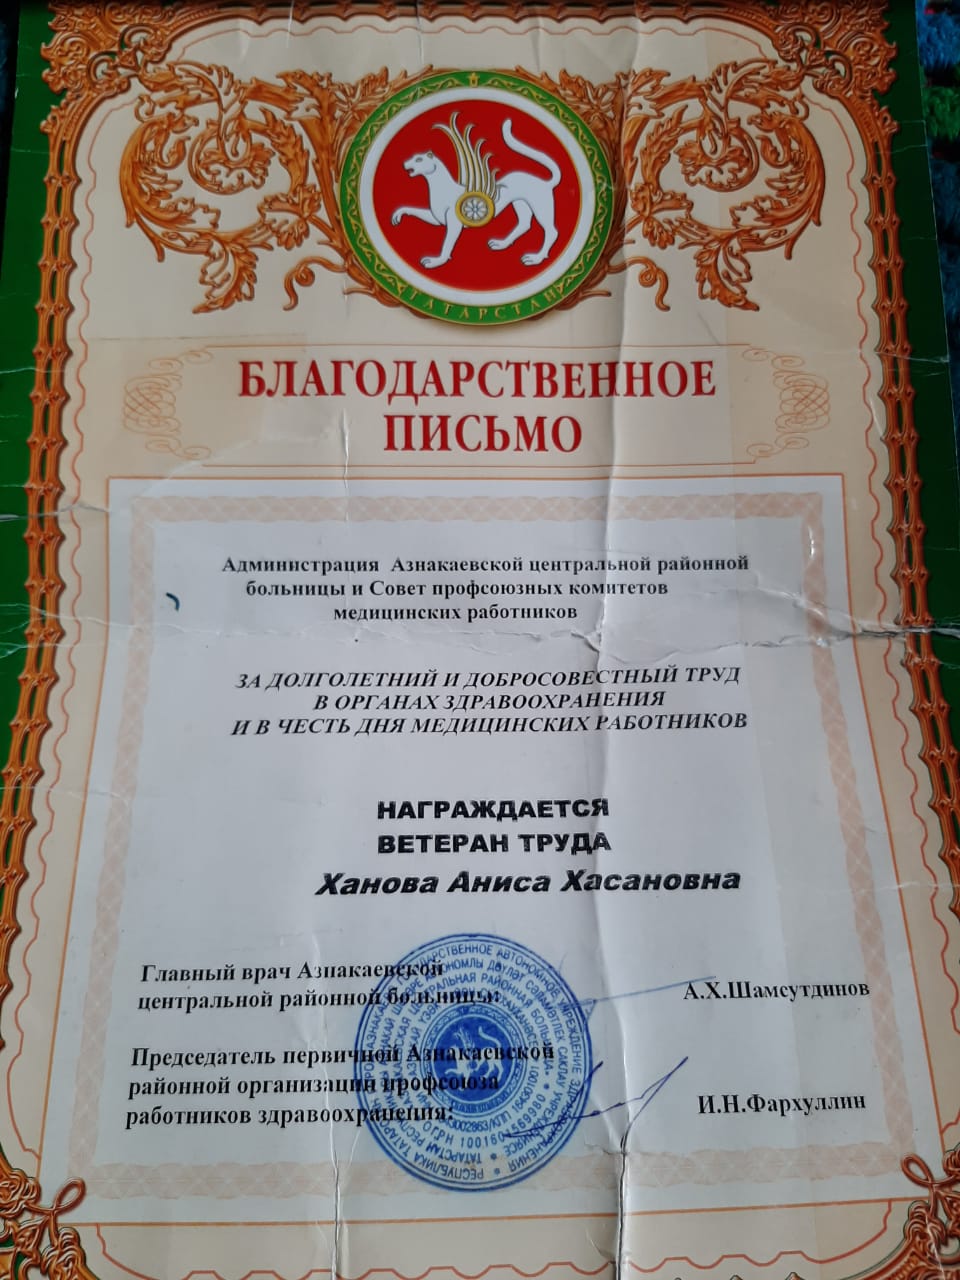 ТАТАРСТАН
БЛАГОДАРСТВЕННОЕ
ПИСЬМО
Администрация Азнакаевской центральной районной
больницы и Совет профсоюзных комитетов
медицинских работников
ЗА ДОЛГОЛЕТНИЙ И ДОБРОСОВЕСТНЫЙ ТРУД
В ОРГАНАХ ЗДРАВООХРАНЕНИЯ
И В ЧЕСТЬ ДНЯ МЕДИЦИНСКИХ РАБОТНИКОВ
НАГРАЖДАЕТСЯ
ВЕТЕРАН ТРУДА
Ханова Аниса Хасановна
Главный врач Азнакаевской
центральной районной больницы:
А.Х.Шамсутдинов
Председатель первичной Азнакаевской
районной организации профсоюза
работников здравоохранения:
И.Н.Фархуллин